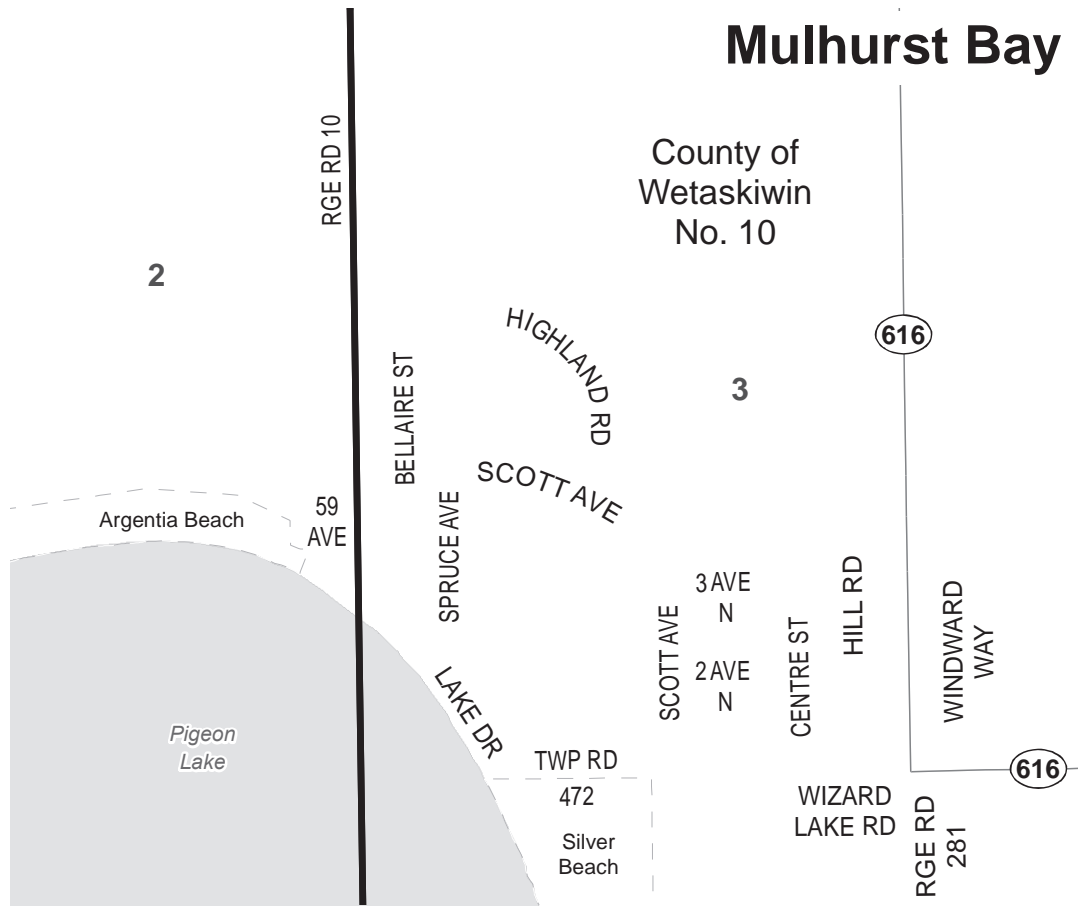 Mulhurst Bay
RGE RD 10
County of
Wetaskiwin
No. 10
2
HIGHLAND RD
616
BELLAIRE ST
3
SCOTT AVE
59
AVE
Argentia Beach
SPRUCE AVE
3 AVE
N
HILL RD
WINDWARD
WAY
SCOTT AVE
2 AVE
N
CENTRE ST
LAKE DR
Pigeon
Lake
TWP RD
472
616
WIZARD
LAKE RD
RGE RD
281
Silver
Beach